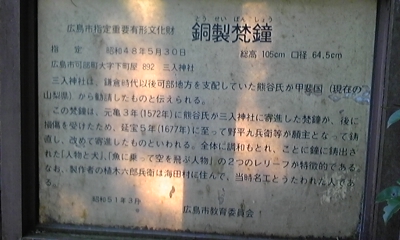 広島市指定重要有形文化財
どうせいぼんしょう
銅製梵鐘
指定 昭和48年5月30日
総高 105cm 口径 64.5cm
広島市可部町大字下町屋 892 三入神社
三入神社は、鎌倉時代以後可部地方を支配していた熊谷氏が甲斐国（現在の
山梨県）から勧請したものと伝えられる。
この梵鐘は、元亀3年（1572年）に熊谷氏が三入神社に寄進した梵鐘が、後に
損傷を受けたため、延宝5年（1677年）に至って野平九兵衛等が願主となって鋳
直し、改めて寄進したものといわれる。全体に調和もとれ、ことに鐘に鋳出さ
れた「人物と犬」、「魚に乗って空を飛ぶ人物」の2つのレリーフが特徴的である
なお、製作者の植木六郎兵衛は海田村に住んで、当時名工とうたわれた人であ
る。
昭和51年3月
広島市教育委員会